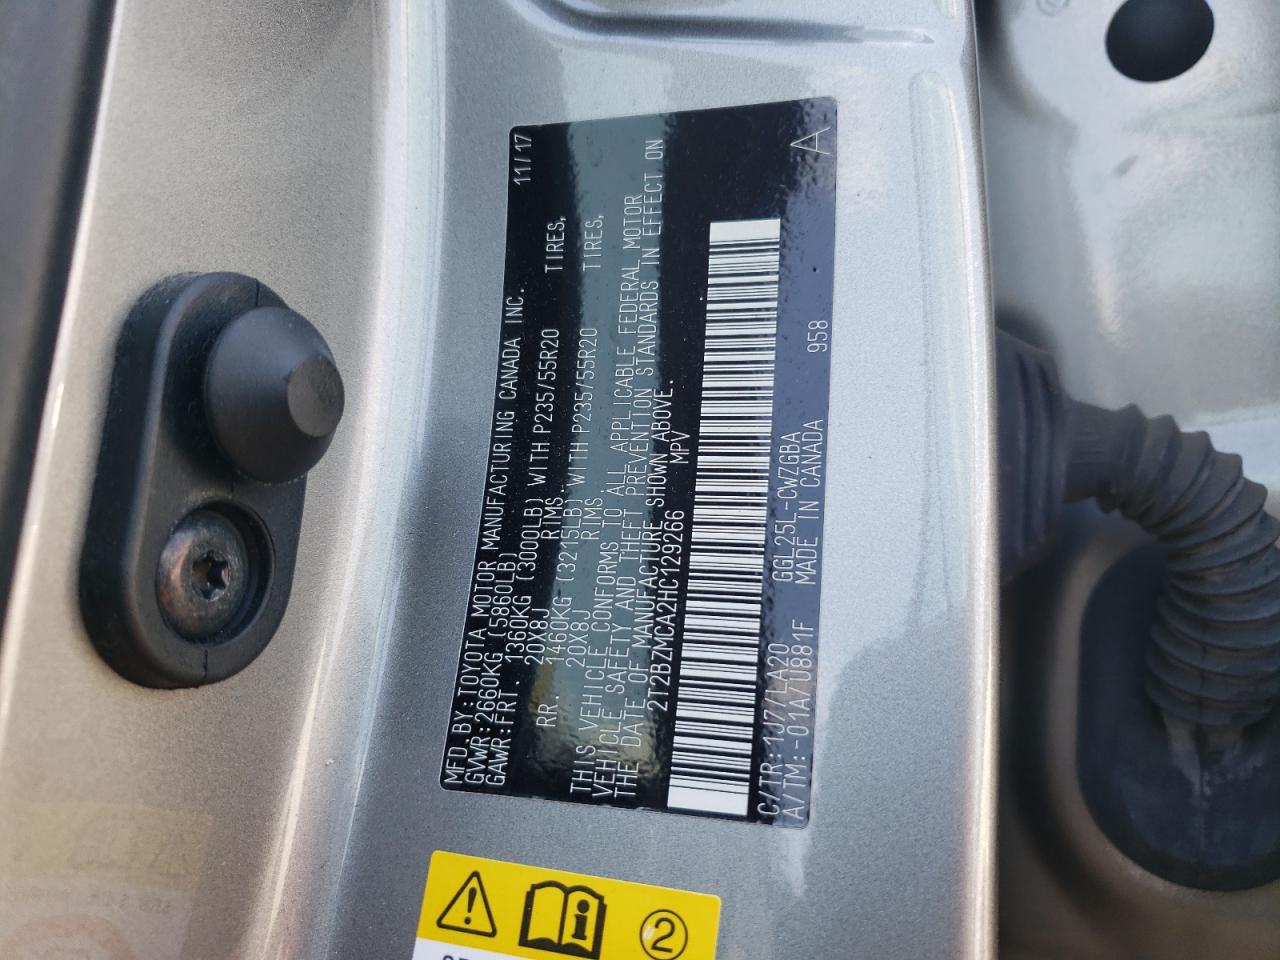 MFD.BY:TOYOTA MOTOR MANUFACTURING CANADA INC. 11/17
GVWR:2660KG(5860LB)
GAWR:FRT. 1360KG(3000LB) WITH P235/55R20 TIRES,
20X8J RIMS
RR. 1460KG(3215LB) WITH P235/55R20 TIRES,
20X8J RIMS
THIS VEHICLE CONFORMS TO ALL APPLICABLE FEDERAL MOTOR
VEHICLE SAFETY AND THEFT PREVENTION STANDARDS IN EFFECT ON
THE DATE OF MANUFACTURE SHOWN ABOVE.
2T2BZMCA2HC129266 MPV
C/TR:1J7/LA20 GGL25L-CWZGBA A
A/TM:-01A/U881F MADE IN CANADA 958
2